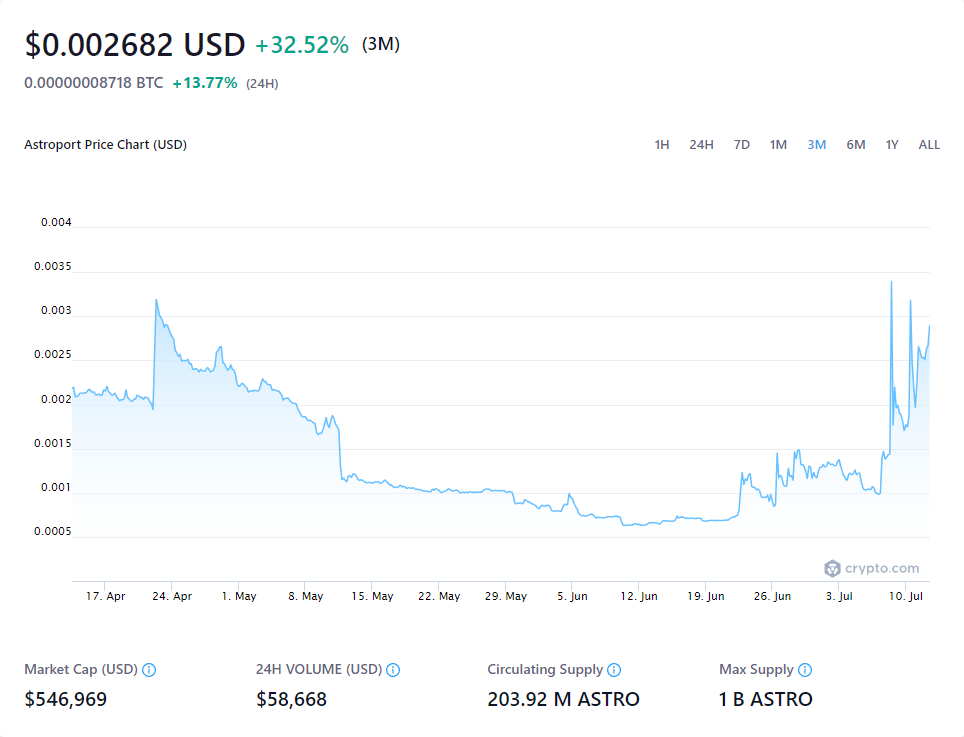 $0.002682 USD +32.52% (3M)
0.00000008718 BTC +13.77% (24H)
Astroport Price Chart (USD)
1H 24H 7D 1M 3M 6M 1Y ALL
0.004
0.0035
0.003
0.0025
0.002
0.0015
0.001
0.0005
crypto.com
17. Apr 24. Apr 1. May 8. May 15. May 22. May 29. May 5. Jun 12. Jun 19. Jun 26. Jun 3. Jul 10. Jul
Market Cap (USD) 24H VOLUME (USD) Circulating Supply Max Supply
$546,969 $58,668 203.92 M ASTRO 1 B ASTRO